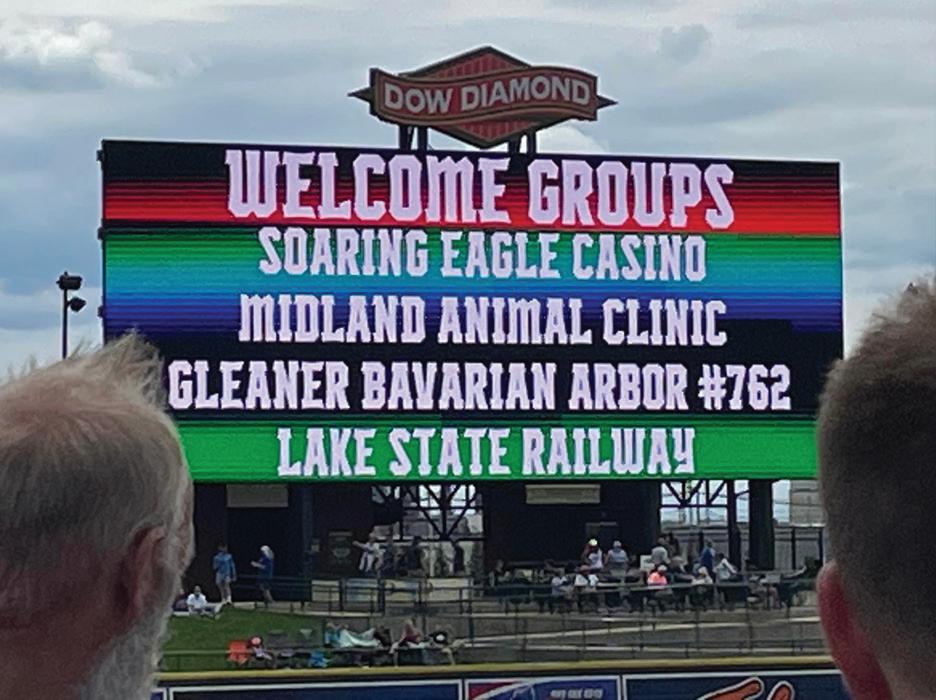 DOW DIAMOND
WELCOME GROUPS
SOARING EAGLE CASINO
MIDLAND ANIMAL CLINIC
GLEANER BAVARIAN ARBOR #762
LAKE STATE RAILWAY